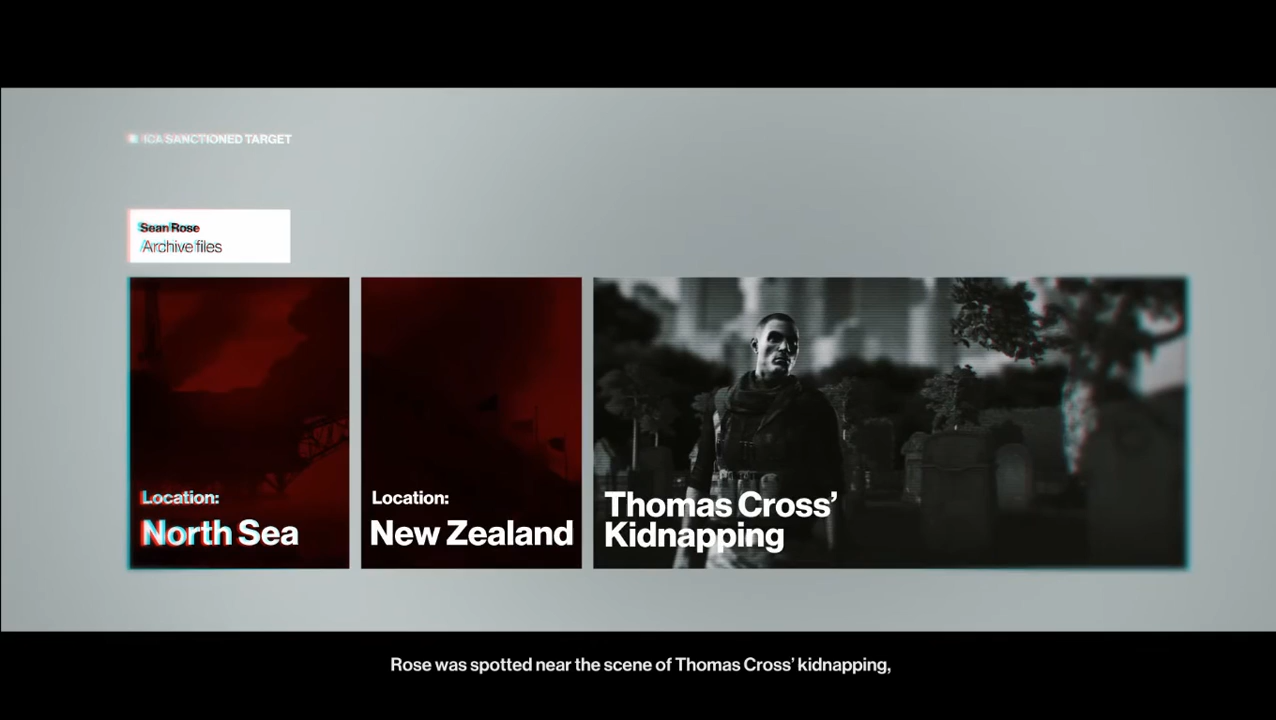 ICA SANCTIONED TARGET
Sean Rose
Archive files
Location:
North Sea
Location:
New Zealand
Thomas Cross’
Kidnapping
Rose was spotted near the scene of Thomas Cross’ kidnapping,